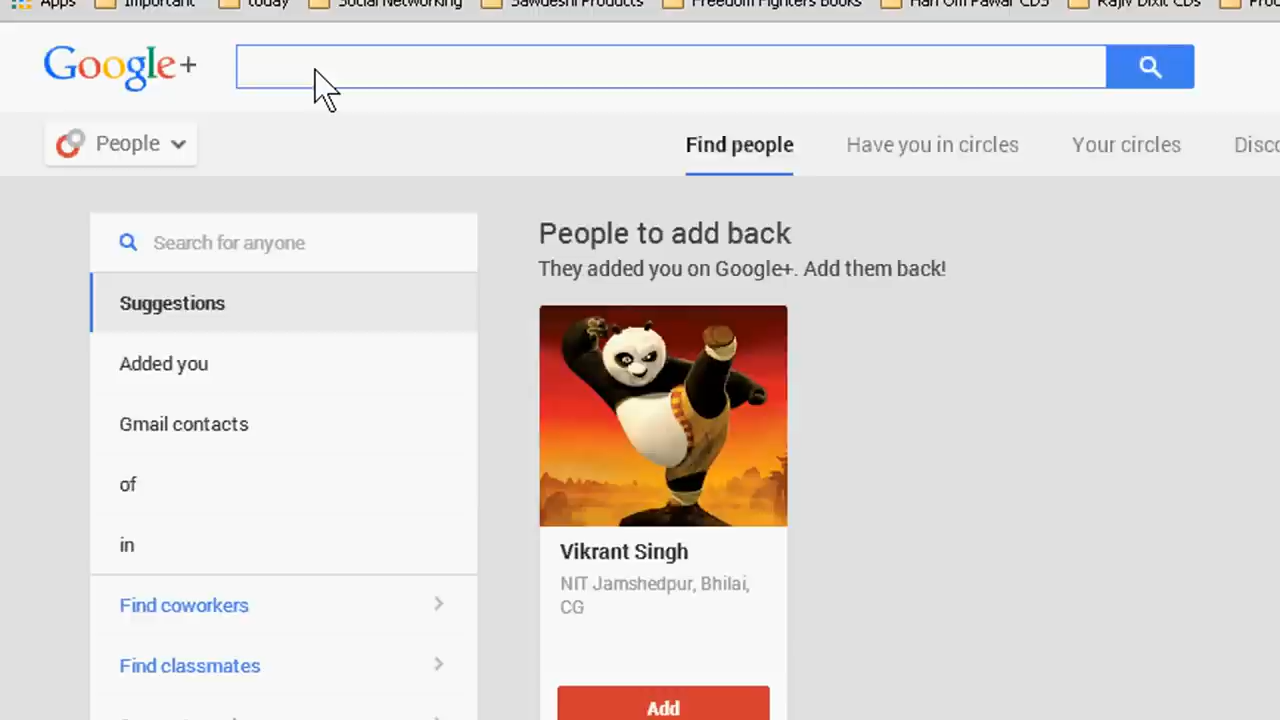 Apps Important today Social Networking Swadeshi Products Freedom Fighters Books Hari Om Pawar CDS Rajiv Dixit CDs
Google+
People Find people Have you in circles Your circles
Search for anyone
Suggestions
Added you
Gmail contacts
of
in
Find coworkers
Find classmates
People to add back
They added you on Google+. Add them back!
Vikrant Singh
NIT Jamshedpur, Bhilai,
CG
Add